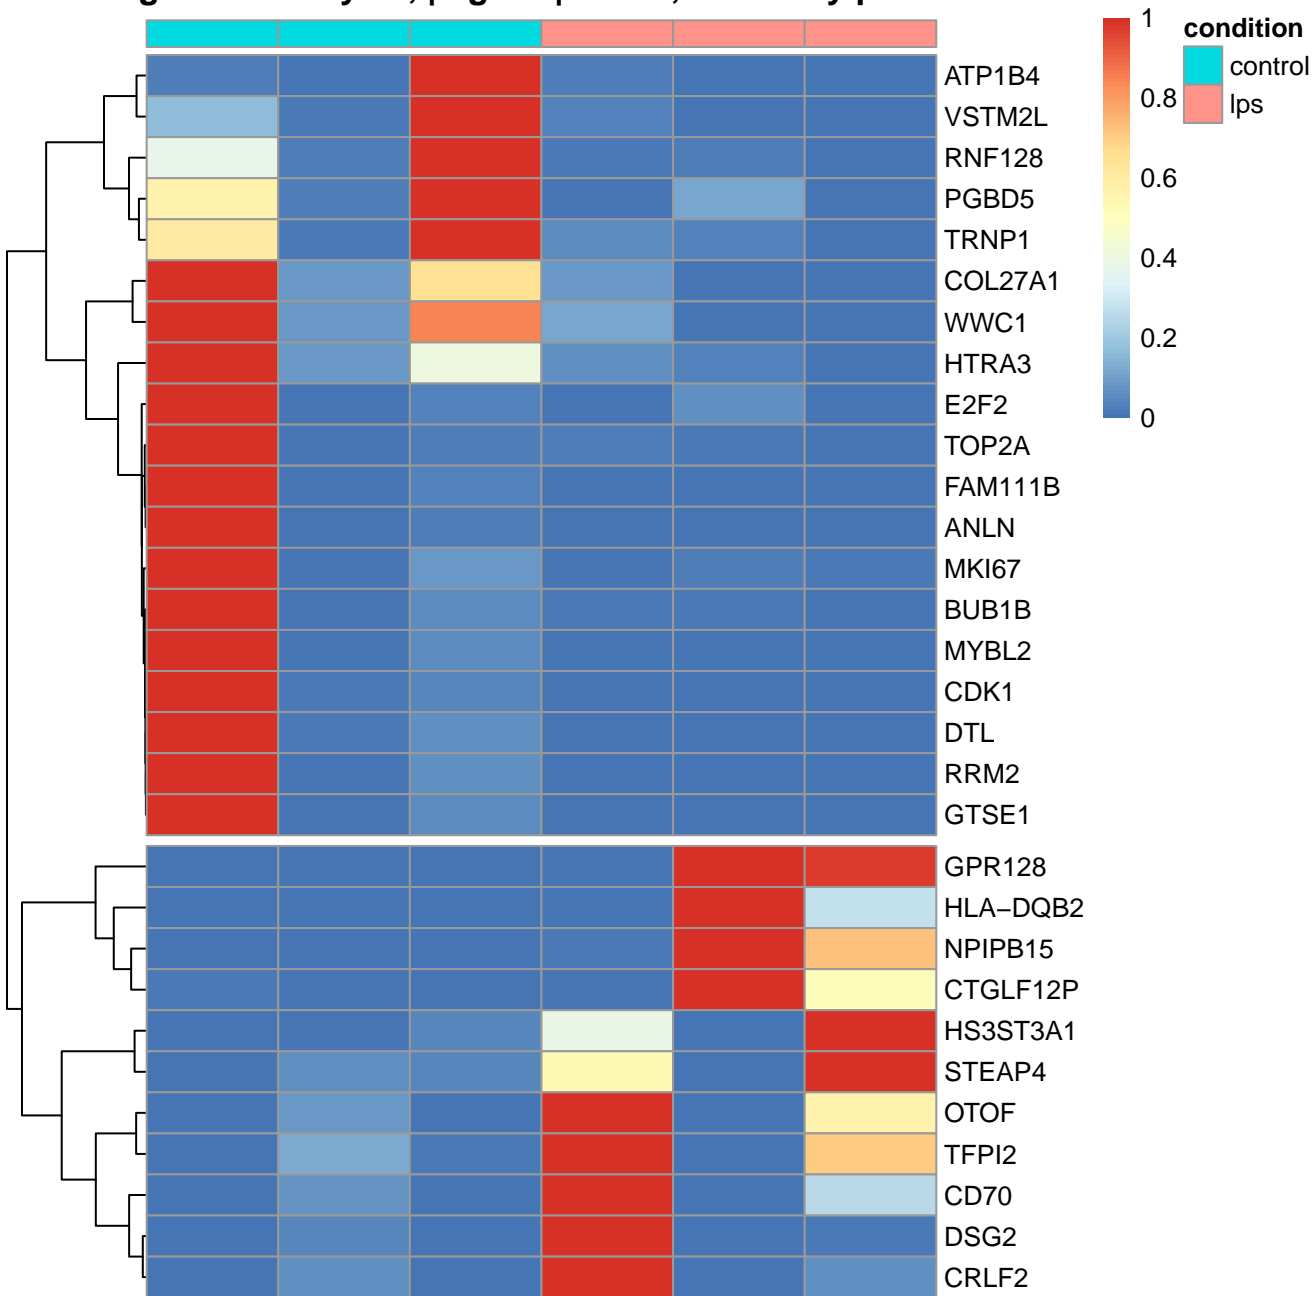 1
0.8
0.6
0.4
0.2
0
condition
control
lps
ATP1B4
VSTM2L
RNF128
PGBD5
TRNP1
COL27A1
WWC1
HTRA3
E2F2
TOP2A
FAM111B
ANLN
MKI67
BUB1B
MYBL2
CDK1
DTL
RRM2
GTSE1
GPR128
HLA−DQB2
NPIPB15
CTGLF12P
HS3ST3A1
STEAP4
OTOF
TFPI2
CD70
DSG2
CRLF2